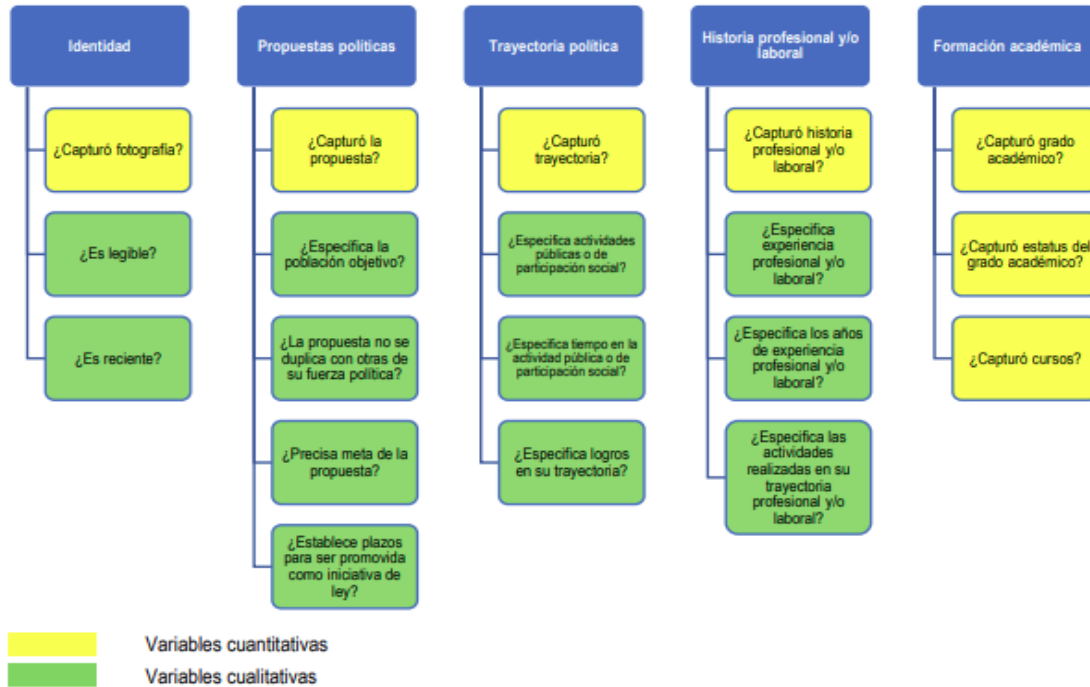 Identidad
¿Capturó fotografía?
¿Es legible?
¿Es reciente?
Propuestas políticas
¿Capturó la
propuesta?
¿Específica la
población objetivo?
¿La propuesta no se
duplica con otras de
su fuerza política?
¿Precisa meta de la
propuesta?
¿Establece plazos
para ser promovida
como iniciativa de
ley?
Trayectoria política
¿Capturó
trayectoria?
¿Especifica actividades
públicas o de
participación social?
¿Especifica tiempo en la
actividad pública o de
participación social?
¿Especifica logros
en su trayectoria?
Historia profesional y/o
laboral
¿Capturó historia
profesional y/o
laboral?
¿Especifica
experiencia
profesional y/o
laboral?
¿Especifica los años
de experiencia
profesional y/o
laboral?
¿Especifica las
actividades
realizadas en su
trayectoria
profesional y/o
laboral?
Formación académica
¿Capturó grado
académico?
¿Capturó estatus del
grado académico?
¿Capturó cursos?
Variables cuantitativas
Variables cualitativas